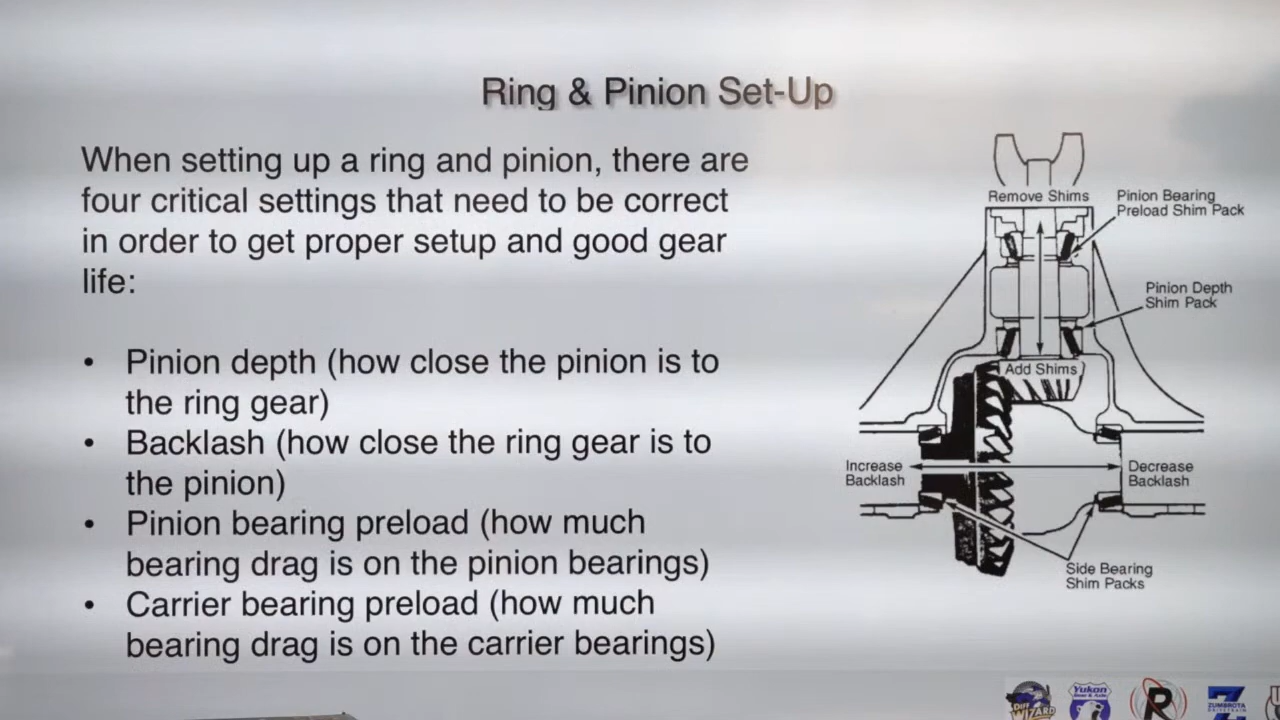 Ring & Pinion Set-Up
When setting up a ring and pinion, there are
four critical settings that need to be correct
in order to get proper setup and good gear
life:
• Pinion depth (how close the pinion is to
the ring gear)
• Backlash (how close the ring gear is to
the pinion)
• Pinion bearing preload (how much
bearing drag is on the pinion bearings)
• Carrier bearing preload (how much
bearing drag is on the carrier bearings)
Remove Shims
Pinion Bearing
Preload Shim Pack
Pinion Depth
Shim Pack
Add Shims
Increase
Backlash
Decrease
Backlash
Side Bearing
Shim Packs
DIFF
WIZARD
Yukon
Gear & Axle
R
ZUMBROTA